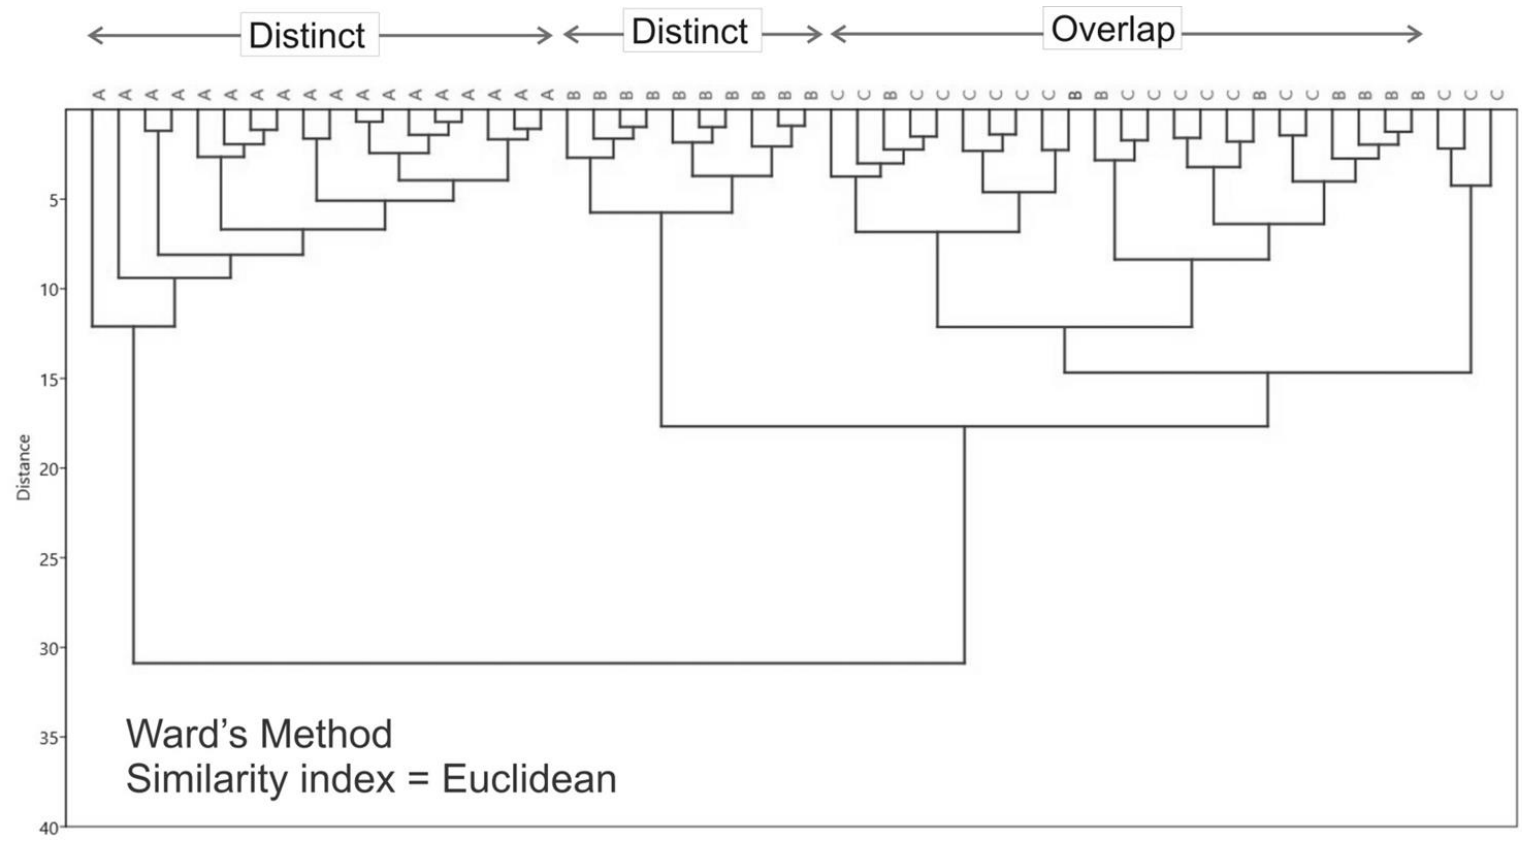 Distinct Distinct Overlap
A A A A A A A A A A A A A A A A A A B B B B B B B B B B C C B C C C C C C B B C C C C C B C C B B B B C C C
5
10
15
20
25
30
35
40
Distance
Ward’s Method
Similarity index = Euclidean